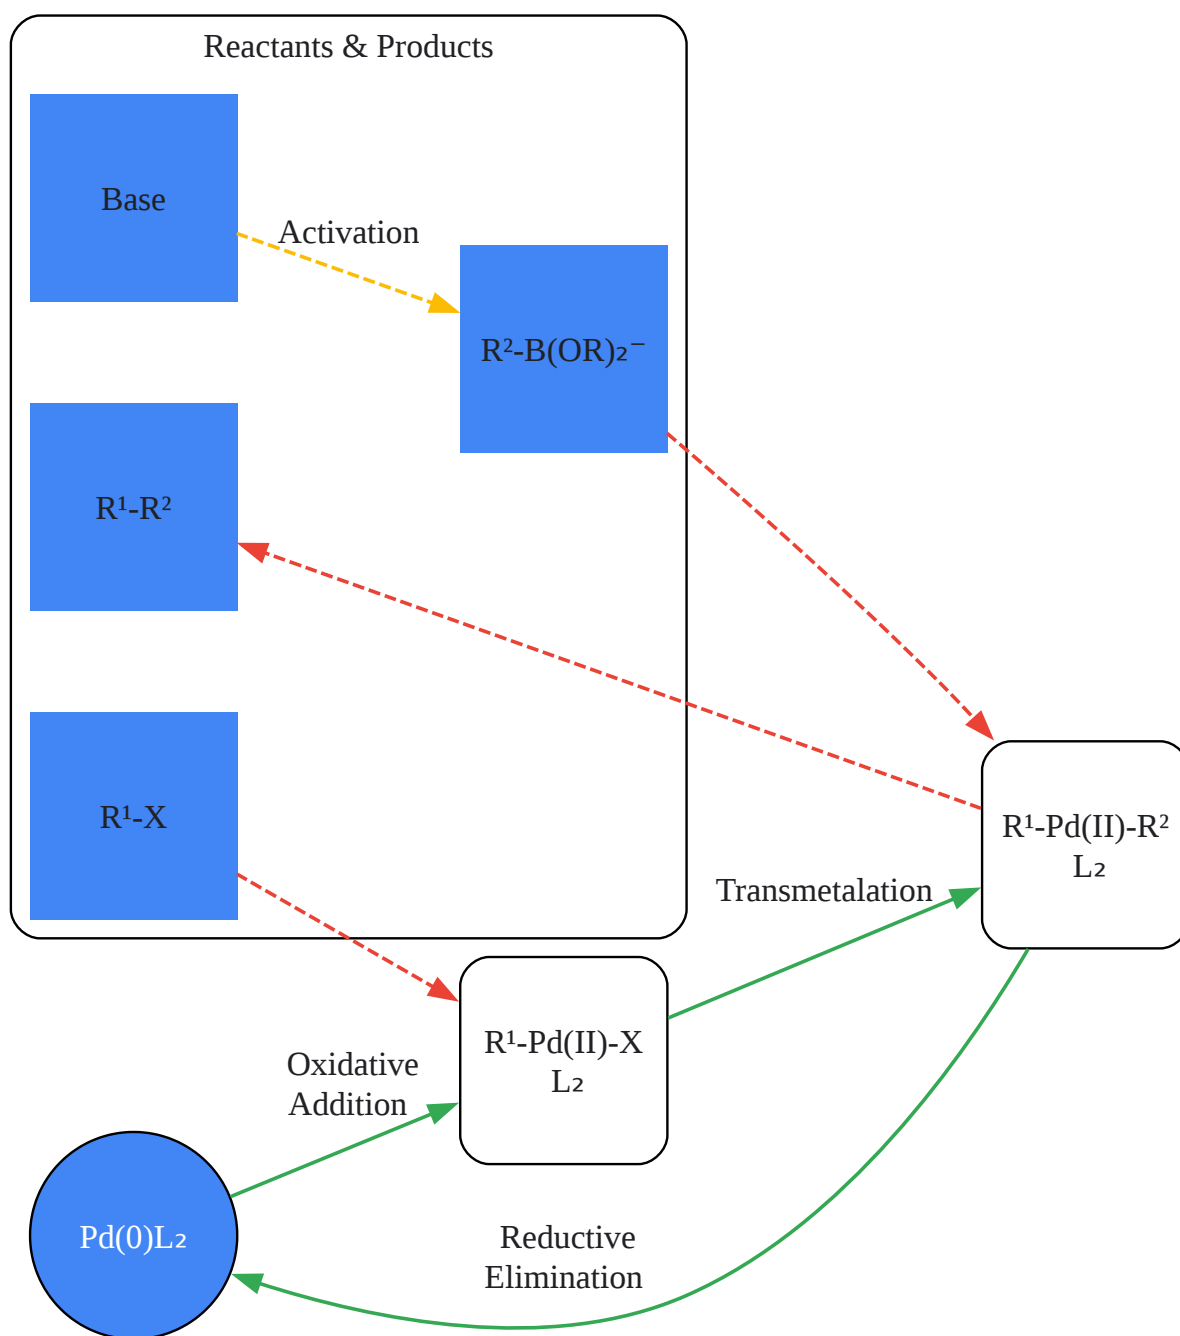 Reactants & Products
Base
Activation
R²-B(OR)₂⁻
R¹-R²
R¹-X
R¹-Pd(II)-R²
L₂
Transmetalation
R¹-Pd(II)-X
L₂
Oxidative
Addition
Pd(0)L₂
Reductive
Elimination